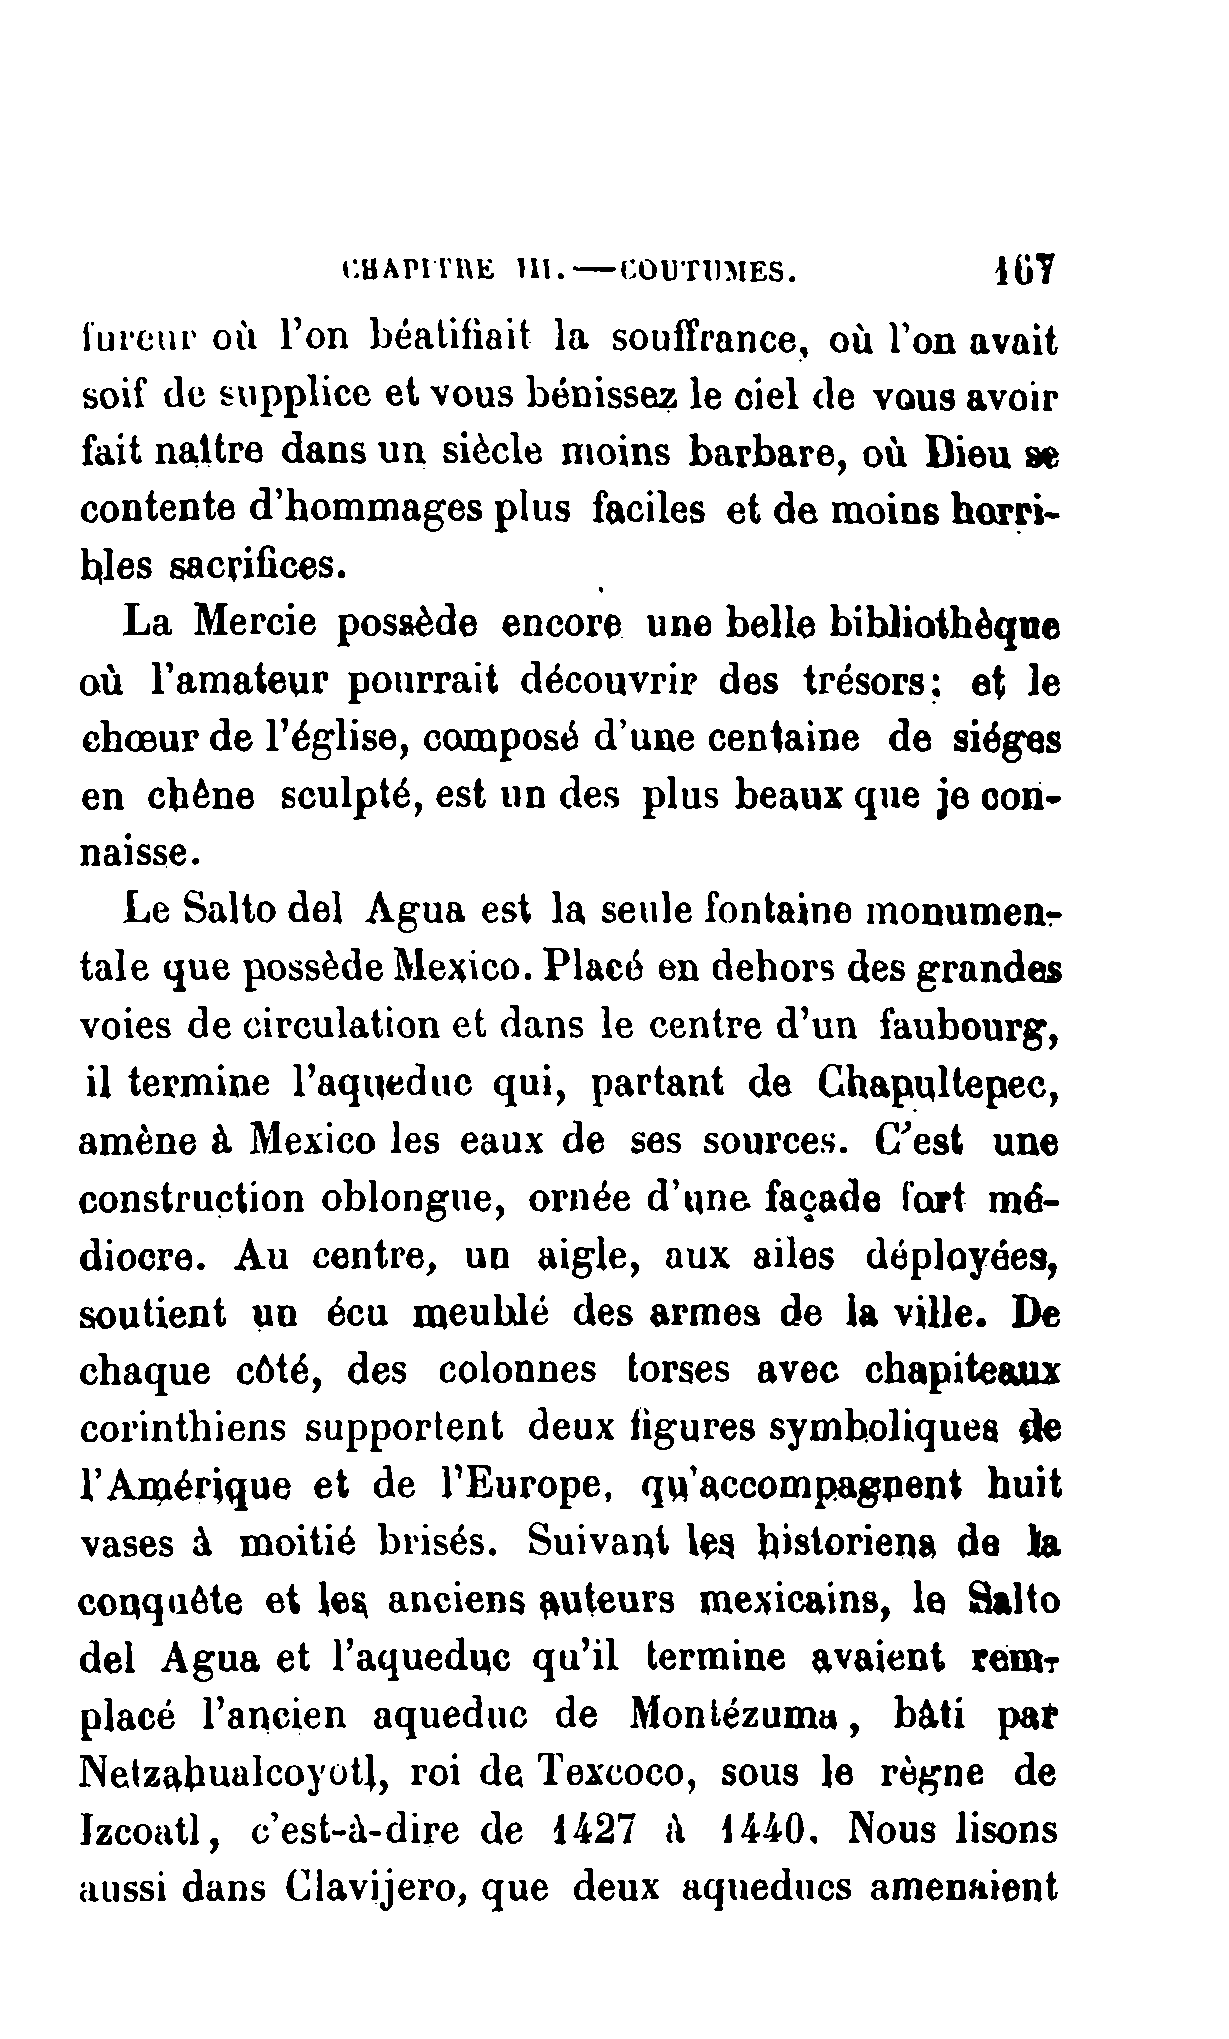 CHAPITRE III.—COUTUMES. 167
fureur où l'on béatifiait la souffrance, où l'on avait
soif de supplice et vous bénissez le ciel de vous avoir
fait naître dans un siècle moins barbare, où Dieu se
contente d'hommages plus faciles et de moins horri-
bles sacrifices.
La Mercie possède encore une belle bibliothèque
où l'amateur pourrait découvrir des trésors; et le
chœur de l'église, composé d'une centaine de siéges
en chêne sculpté, est un des plus beaux que je con-
naisse.
Le Salto del Agua est la seule fontaine monumen-
tale que possède Mexico. Placé en dehors des grandes
voies de circulation et dans le centre d'un faubourg,
il termine l'aqueduc qui, partant de Chapultepec,
amène à Mexico les eaux de ses sources. C'est une
construction oblongue, ornée d'une façade fort mé-
diocre. Au centre, un aigle, aux ailes déployées,
soutient un écu meublé des armes de la ville. De
chaque côté, des colonnes torses avec chapiteaux
corinthiens supportent deux figures symboliques de
l'Amérique et de l'Europe, qu'accompagnent huit
vases à moitié brisés. Suivant les historiens de la
conquête et les anciens auteurs mexicains, le Salto
del Agua et l'aqueduc qu'il termine avaient rem-
placé l'ancien aqueduc de Montézuma, bâti par
Netzahualcoyotl, roi de Texcoco, sous le règne de
Izcoatl, c'est-à-dire de 1427 à 1440. Nous lisons
aussi dans Clavijero, que deux aqueducs amenaient